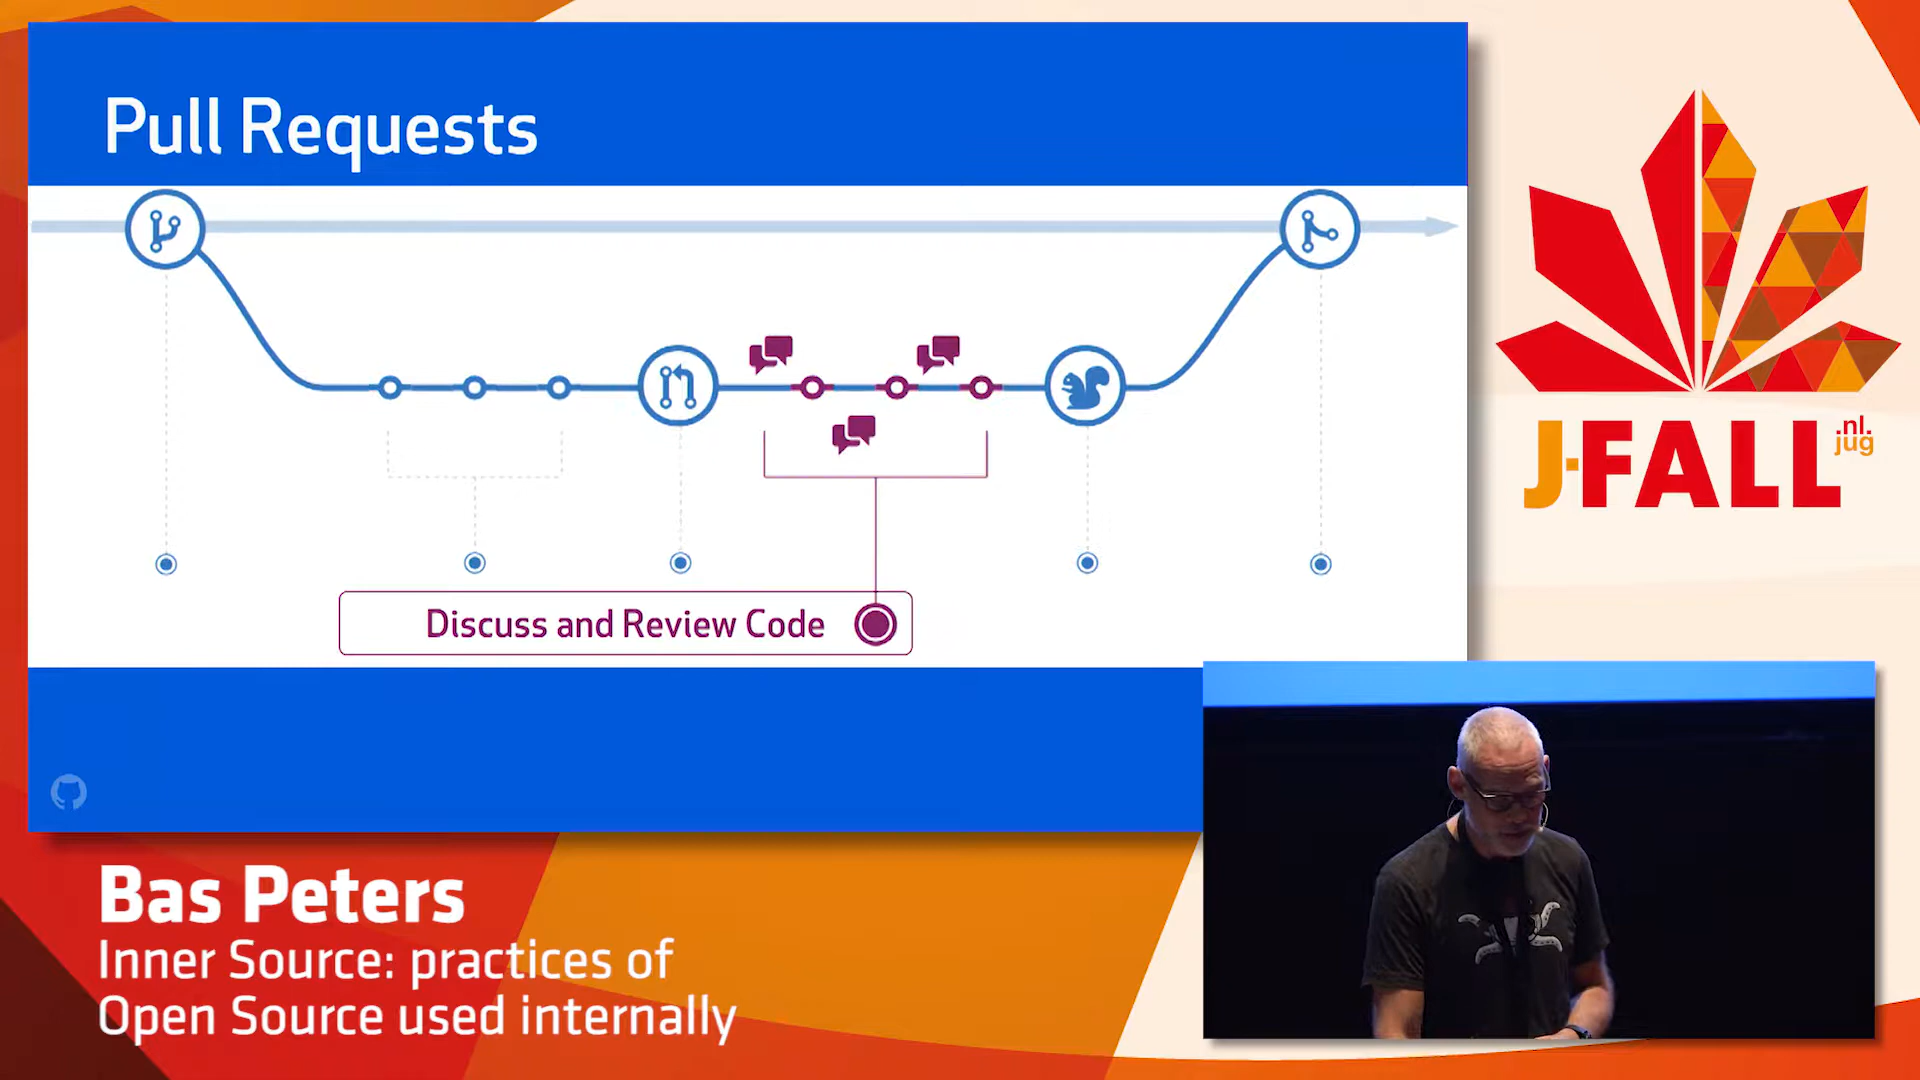 Pull Requests
Discuss and Review Code
J-FALL
.nl.
jug
Bas Peters
Inner Source: practices of
Open Source used internally